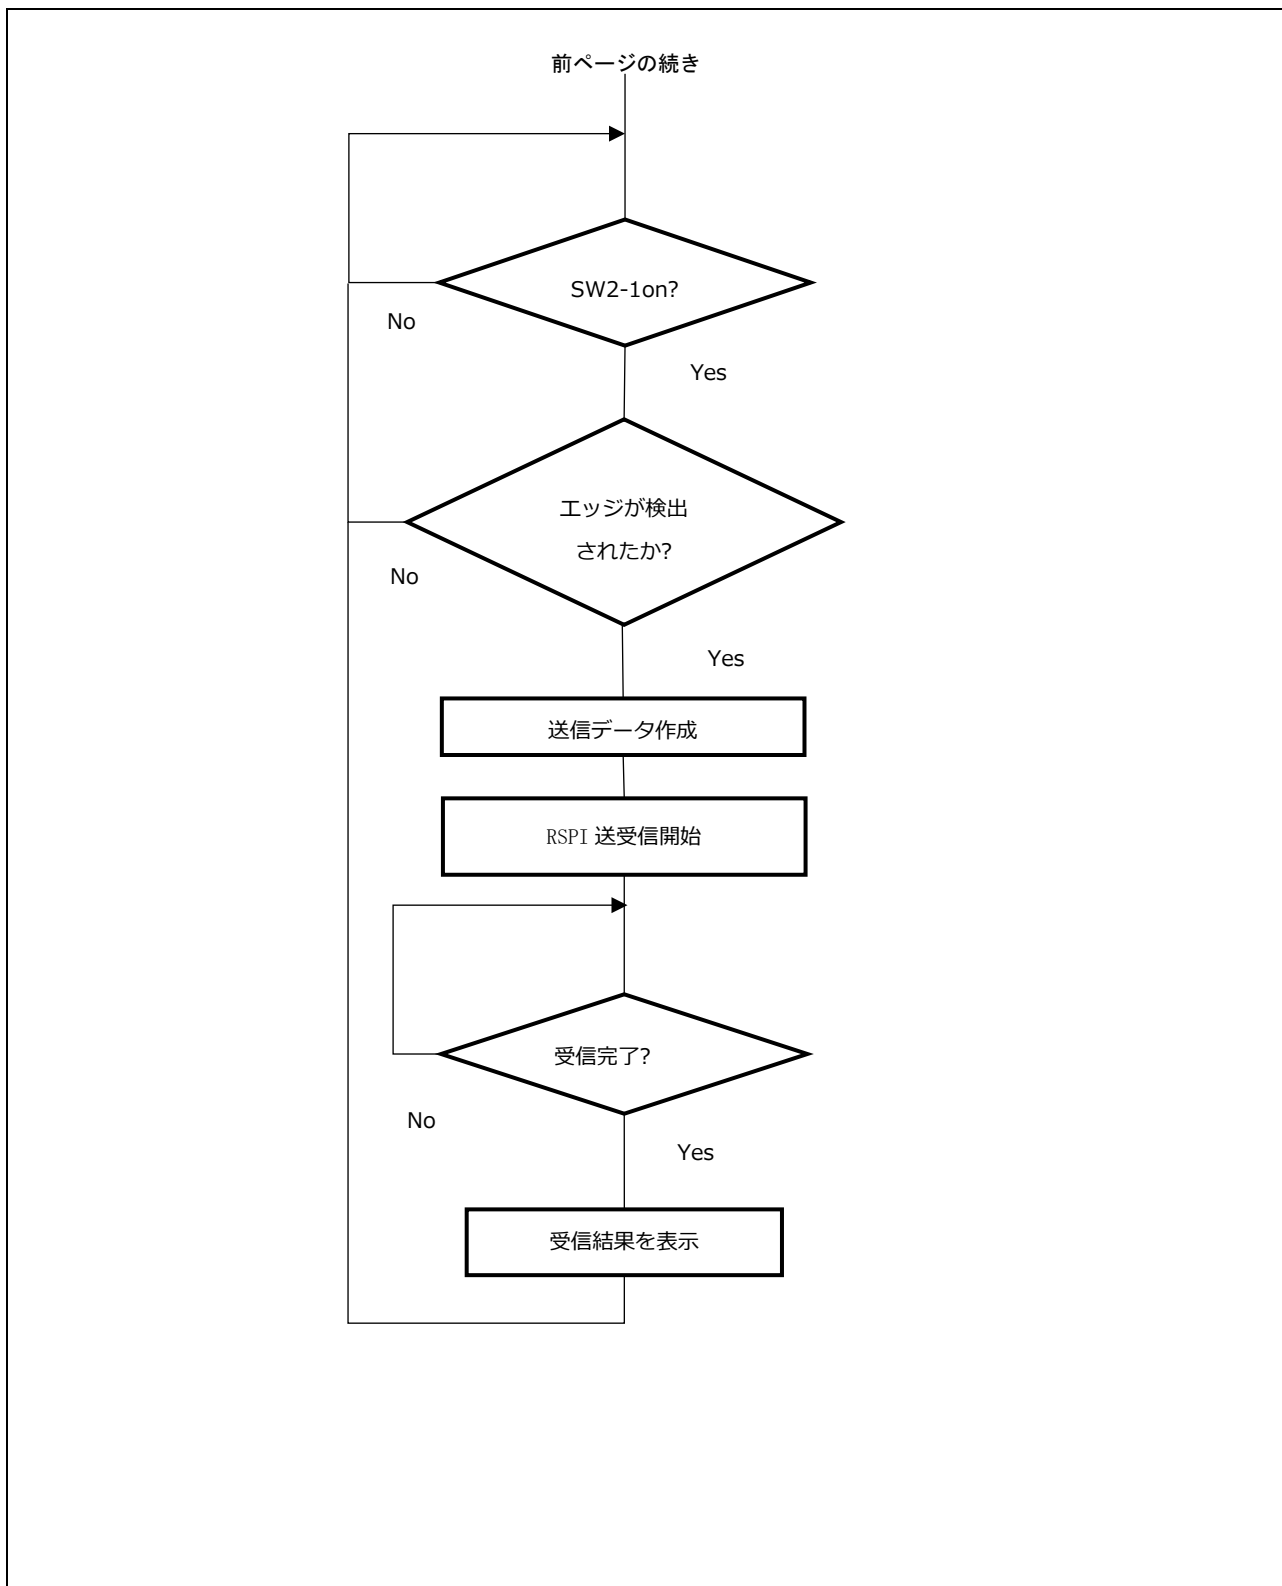 前ページの続き
SW2-1on?
No
Yes
エッジが検出
されたか?
No
Yes
送信データ作成
RSPI 送受信開始
受信完了?
No
Yes
受信結果を表示